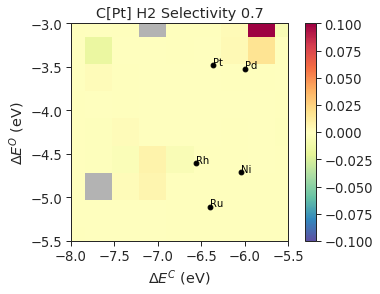 C[Pt] H2 Selectivity 0.7
−3.0
−3.5
−4.0
−4.5
−5.0
−5.5
ΔE^O (eV)
Pt
Pd
Rh
Ni
Ru
−8.0 −7.5 −7.0 −6.5 −6.0 −5.5
ΔE^C (eV)
0.100
0.075
0.050
0.025
0.000
−0.025
−0.050
−0.075
−0.100